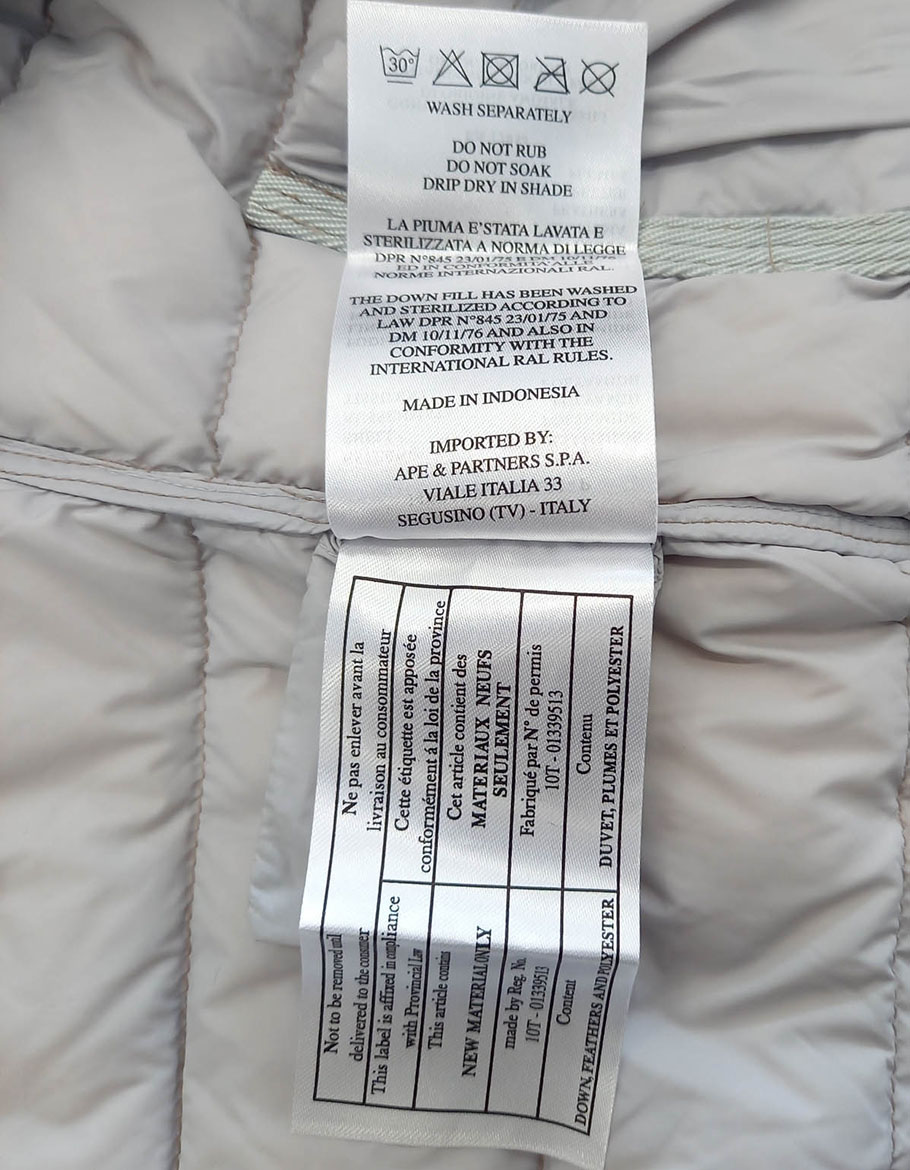 30°
WASH SEPARATELY
DO NOT RUB
DO NOT SOAK
DRIP DRY IN SHADE
LA PIUMA E'STATA LAVATA E
STERILIZZATA A NORMA DI LEGGE
DPR N°845 23/01/75 E DM 10/11/76
ED IN CONFORMITA'ALLE
NORME INTERNAZIONALI RAL.
THE DOWN FILL HAS BEEN WASHED
AND STERILIZED ACCORDING TO
LAW DPR N°845 23/01/75 AND
DM 10/11/76 AND ALSO IN
CONFORMITY WITH THE
INTERNATIONAL RAL RULES.
MADE IN INDONESIA
IMPORTED BY:
APE & PARTNERS S.P.A.
VIALE ITALIA 33
SEGUSINO (TV) - ITALY
Not to be removed until
delivered to the consumer
Ne pas enlever avant la
livraison au consommateur
This label is affixed in compliance
with Provincial Law
Cette étiquette est apposée
conformément á la loi de la province
This article contains
NEW MATERIAL ONLY
Cet article contient des
MATERIAUX NEUFS
SEULEMENT
made by Reg. No.
10T - 01339513
Fabriqué par N° de permis
10T - 01339513
Content
Contenu
DOWN, FEATHERS AND POLYESTER
DUVET, PLUMES ET POLYESTER